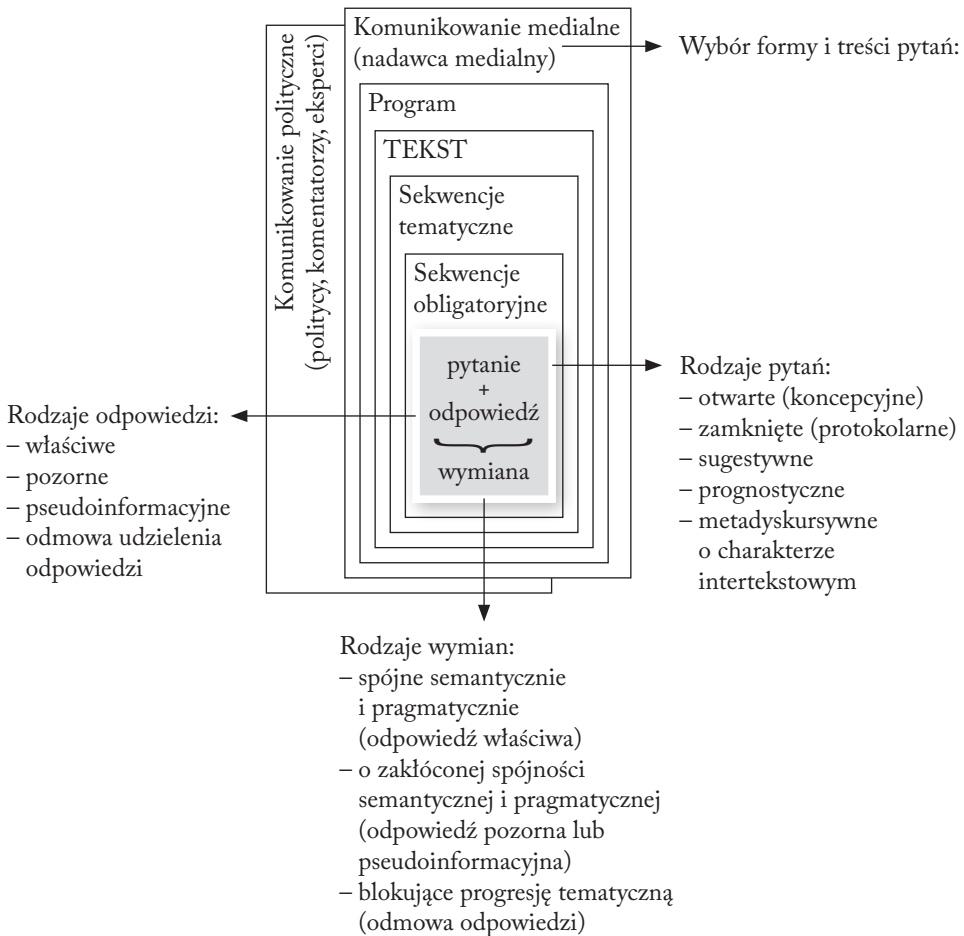 Komunikowanie polityczne
(politycy, komentatorzy, eksperci)
Komunikowanie medialne
(nadawca medialny)
Wybór formy i treści pytań:
Program
TEKST
Sekwencje
tematyczne
Sekwencje
obligatoryjne
pytanie
+
odpowiedź
wymiana
Rodzaje odpowiedzi:
– właściwe
– pozorne
– pseudoinformacyjne
– odmowa udzielenia
odpowiedzi
Rodzaje pytań:
– otwarte (koncepcyjne)
– zamknięte (protokolarne)
– sugestywne
– prognostyczne
– metadyskursywne
o charakterze
intertekstowym
Rodzaje wymian:
– spójne semantycznie
i pragmatycznie
(odpowiedź właściwa)
– o zakłóconej spójności
semantycznej i pragmatycznej
(odpowiedź pozorna lub
pseudoinformacyjna)
– blokujące progresję tematyczną
(odmowa odpowiedzi)